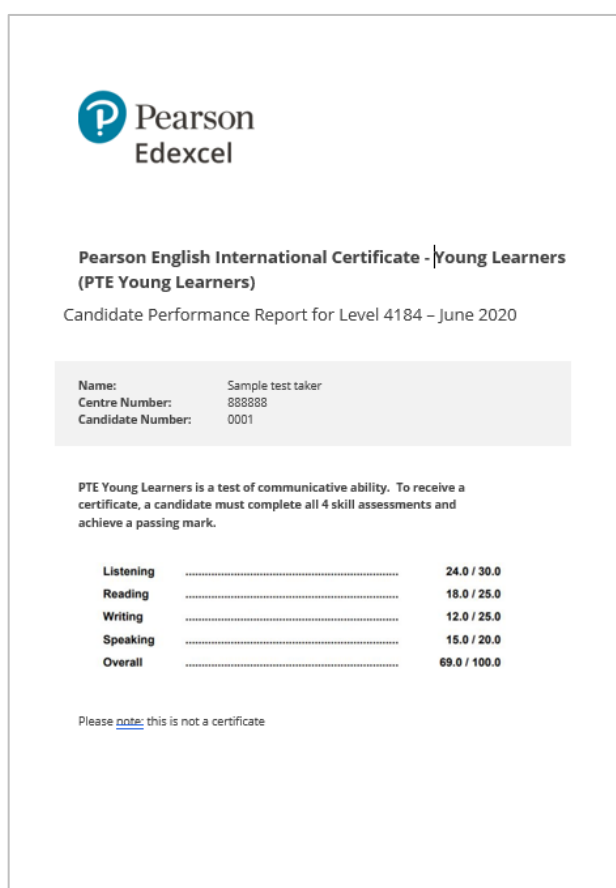 Pearson
Edexcel
Pearson English International Certificate - Young Learners
(PTE Young Learners)
Candidate Performance Report for Level 4184 – June 2020
Name: Sample test taker
Centre Number: 888888
Candidate Number: 0001
PTE Young Learners is a test of communicative ability. To receive a
certificate, a candidate must complete all 4 skill assessments and
achieve a passing mark.
Listening ........................................................................ 24.0 / 30.0
Reading ........................................................................ 18.0 / 25.0
Writing ........................................................................ 12.0 / 25.0
Speaking ........................................................................ 15.0 / 20.0
Overall ........................................................................ 69.0 / 100.0
Please note: this is not a certificate